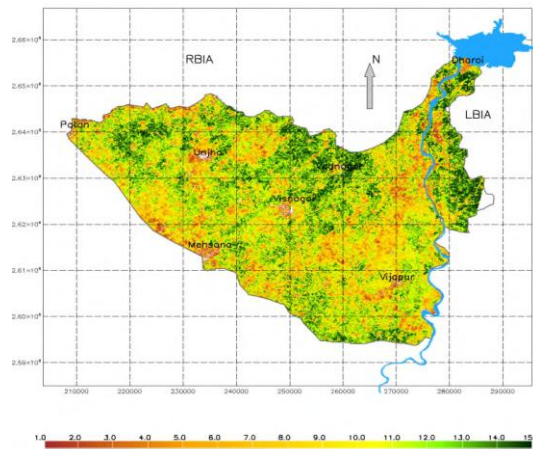 2.66×10⁶
RBIA
N
Dharoi
2.65×10⁶
LBIA
2.64×10⁶
Patan
Unjha
2.63×10⁶
Visnagar
2.62×10⁶
Mehsana
2.61×10⁶
Vijapur
2.60×10⁶
2.59×10⁶
210000 220000 230000 240000 250000 260000 270000 280000 290000
1.0 2.0 3.0 4.0 5.0 6.0 7.0 8.0 9.0 10.0 11.0 12.0 13.0 14.0 15